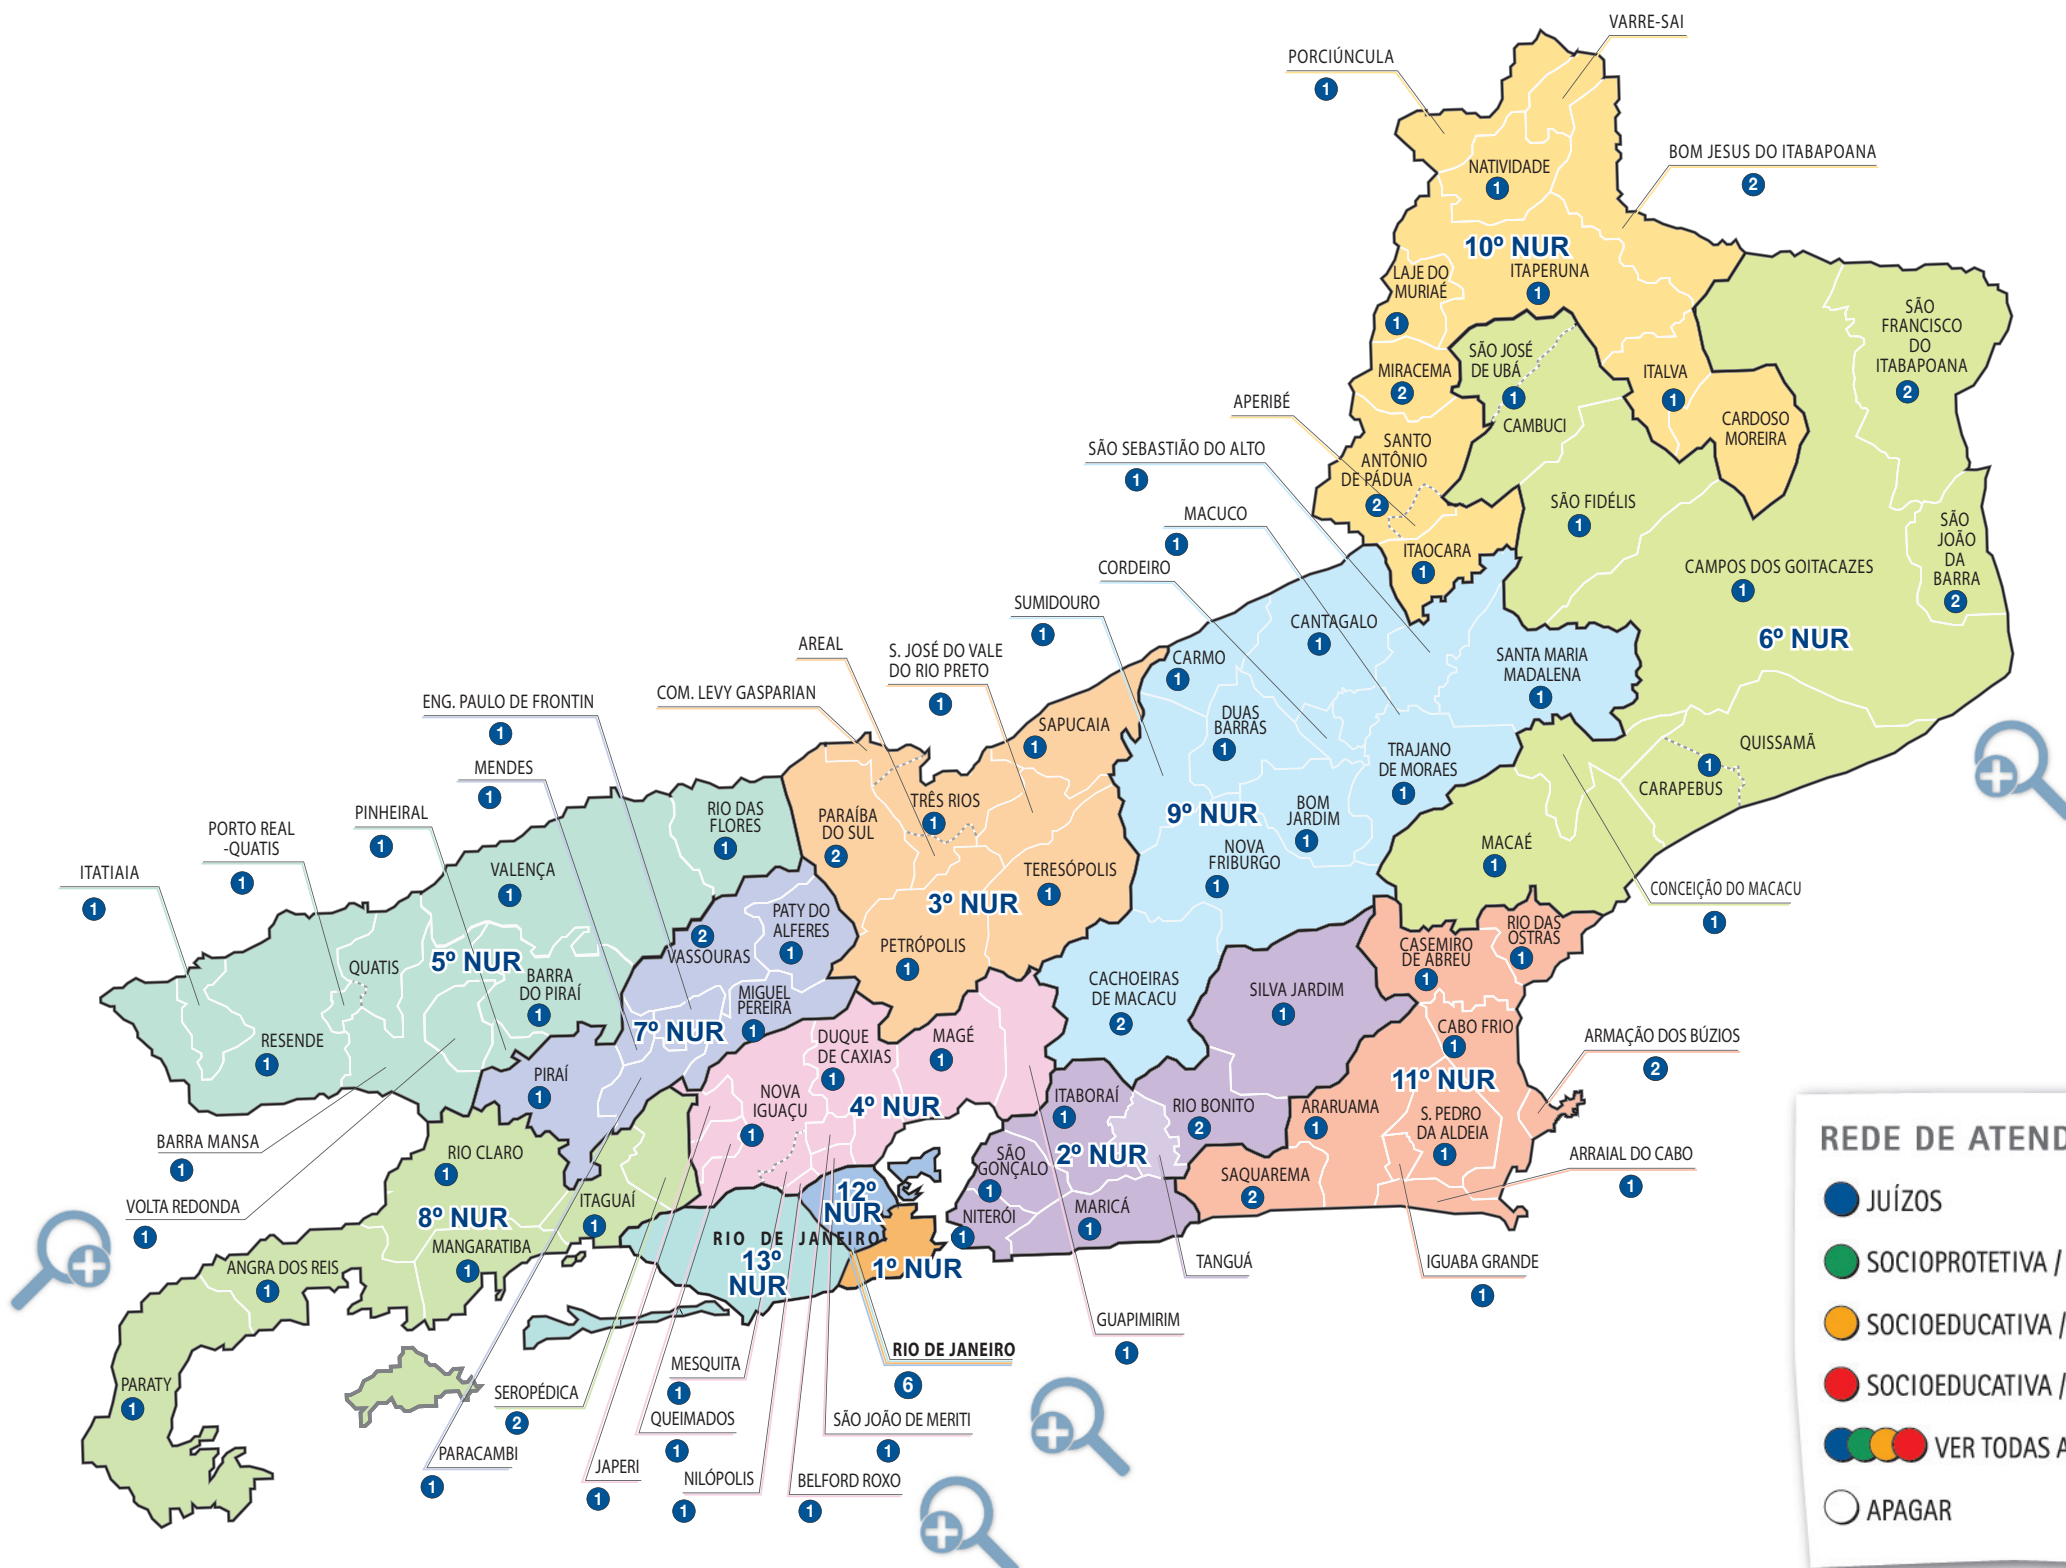 VARRE-SAI
PORCIÚNCULA
1
BOM JESUS DO ITABAPOANA
2
NATIVIDADE
1
10º NUR
ITAPERUNA
1
LAJE DO
MURIAÉ
1
SÃO
FRANCISCO
DO
ITABAPOANA
2
SÃO JOSÉ
DE UBÁ
1
CAMBUCI
MIRACEMA
2
ITALVA
1
CARDOSO
MOREIRA
APERIBÉ
SANTO
ANTÔNIO
DE PÁDUA
2
SÃO SEBASTIÃO DO ALTO
1
SÃO FIDÉLIS
1
MACUCO
1
SÃO
JOÃO
DA
BARRA
2
ITAOCARA
1
CAMPOS DOS GOITACAZES
1
6º NUR
CORDEIRO
SUMIDOURO
1
CANTAGALO
1
CARMO
1
SANTA MARIA
MADALENA
1
AREAL
S. JOSÉ DO VALE
DO RIO PRETO
1
COM. LEVY GASPARIAN
ENG. PAULO DE FRONTIN
1
SAPUCAIA
1
DUAS
BARRAS
1
TRAJANO
DE MORAES
1
QUISSAMÃ
1
CARAPEBUS
MENDES
1
PINHEIRAL
1
PORTO REAL
-QUATIS
1
RIO DAS
FLORES
1
PARAÍBA
DO SUL
2
TRÊS RIOS
1
9º NUR
BOM
JARDIM
1
MACAÉ
1
ITATIAIA
1
VALENÇA
1
TERESÓPOLIS
1
3º NUR
NOVA
FRIBURGO
1
CONCEIÇÃO DO MACACU
1
PATY DO
ALFERES
1
2
VASSOURAS
PETRÓPOLIS
1
RIO DAS
OSTRAS
1
CASEMIRO
DE ABREU
1
5º NUR
QUATIS
BARRA
DO PIRAÍ
1
MIGUEL
PEREIRA
1
CACHOEIRAS
DE MACACU
2
SILVA JARDIM
1
RESENDE
1
7º NUR
DUQUE
DE CAXIAS
1
MAGÉ
1
CABO FRIO
1
ARMAÇÃO DOS BÚZIOS
2
PIRAÍ
1
NOVA
IGUAÇU
1
4º NUR
ITABORAÍ
1
RIO BONITO
2
11º NUR
ARARUAMA
1
S. PEDRO
DA ALDEIA
1
BARRA MANSA
1
RIO CLARO
1
SÃO
GONÇALO
1
2º NUR
SAQUAREMA
2
ARRAIAL DO CABO
1
VOLTA REDONDA
1
8º NUR
ITAGUAÍ
1
12º
NUR
NITERÓI
1
MARICÁ
1
RIO DE JANEIRO
13º
NUR
1º NUR
MANGARATIBA
1
ANGRA DOS REIS
1
TANGUÁ
IGUABA GRANDE
1
GUAPIMIRIM
1
RIO DE JANEIRO
6
MESQUITA
1
PARATY
1
SEROPÉDICA
2
QUEIMADOS
1
SÃO JOÃO DE MERITI
1
PARACAMBI
1
JAPERI
1
NILÓPOLIS
1
BELFORD ROXO
1
REDE DE ATEND
JUÍZOS
SOCIOPROTETIVA /
SOCIOEDUCATIVA /
SOCIOEDUCATIVA /
VER TODAS A
APAGAR